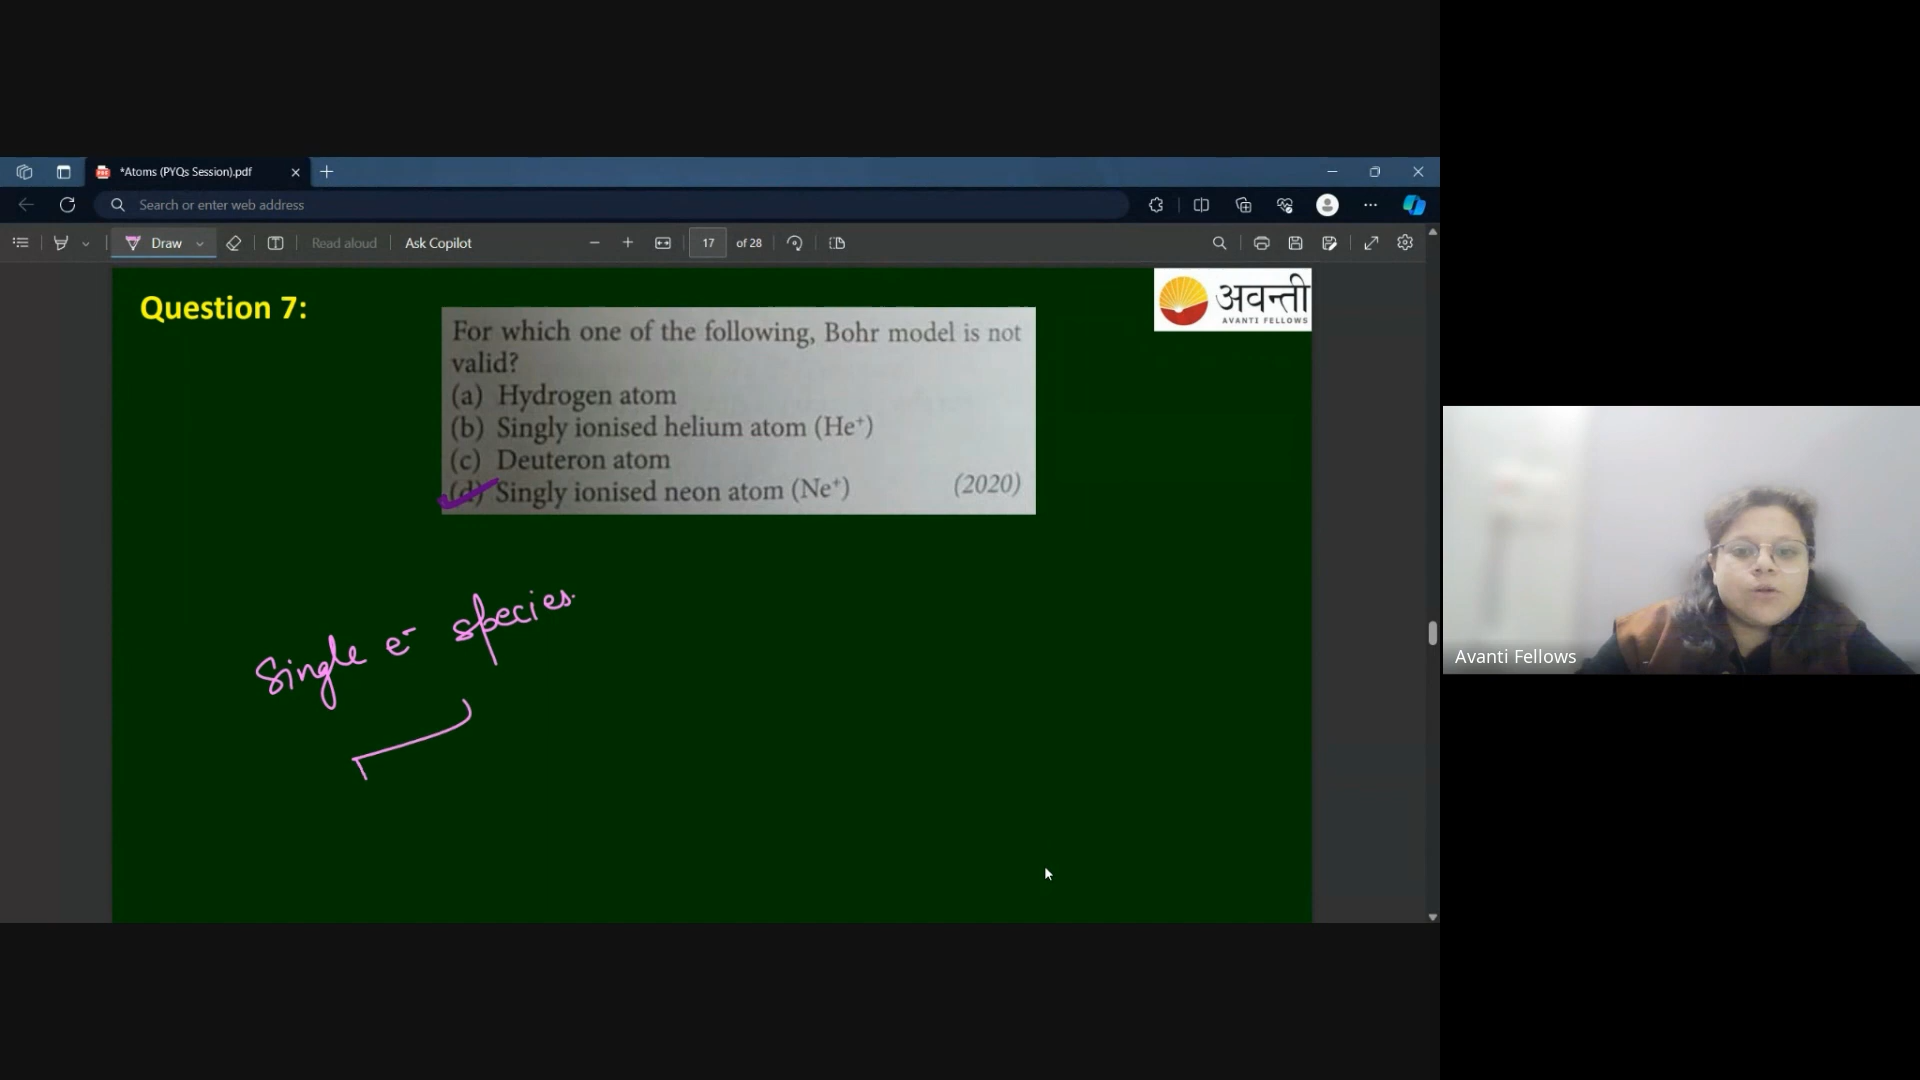 *Atoms (PYQs Session).pdf
Search or enter web address
Draw
Read aloud
Ask Copilot
17
of 28
Question 7:
अवन्ती
AVANTI FELLOWS
For which one of the following, Bohr model is not
valid?
(a) Hydrogen atom
(b) Singly ionised helium atom (He⁺)
(c) Deuteron atom
(d) Singly ionised neon atom (Ne⁺) (2020)
Single e⁻ species.
Avanti Fellows